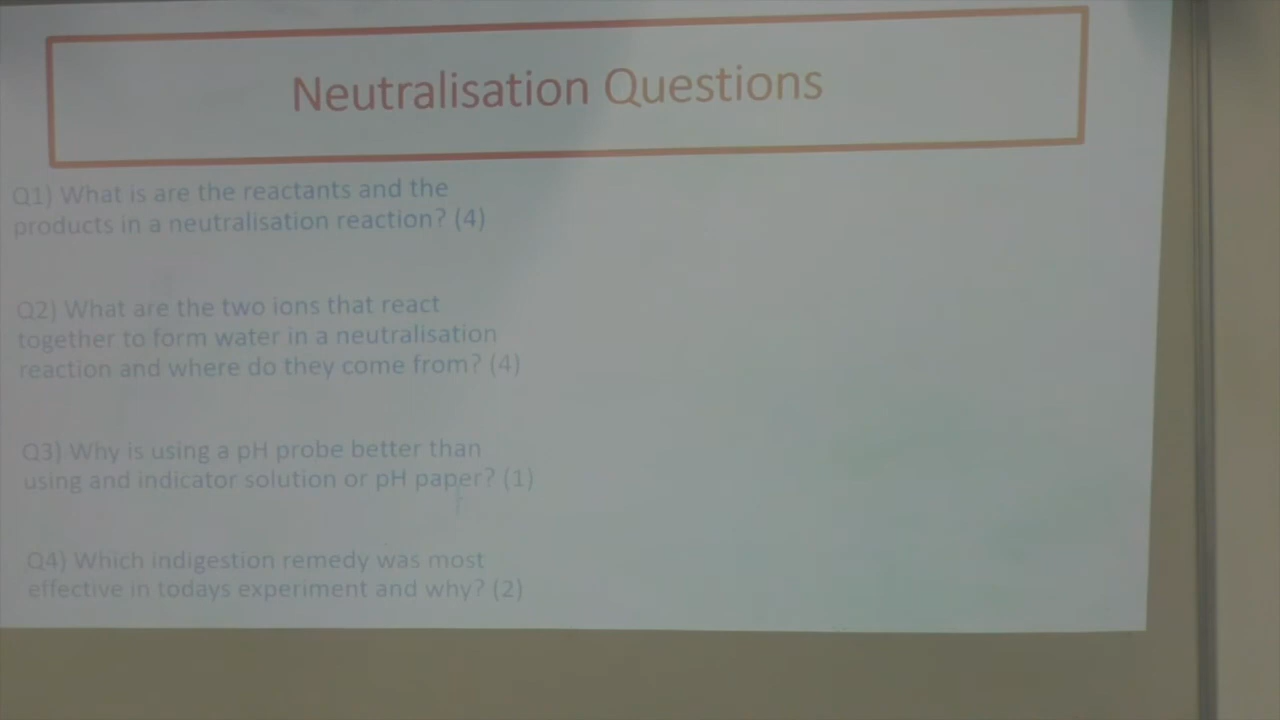 Neutralisation Questions
Q1) What is are the reactants and the
products in a neutralisation reaction? (4)
Q2) What are the two ions that react
together to form water in a neutralisation
reaction and where do they come from? (4)
Q3) Why is using a pH probe better than
using and indicator solution or pH paper? (1)
Q4) Which indigestion remedy was most
effective in todays experiment and why? (2)